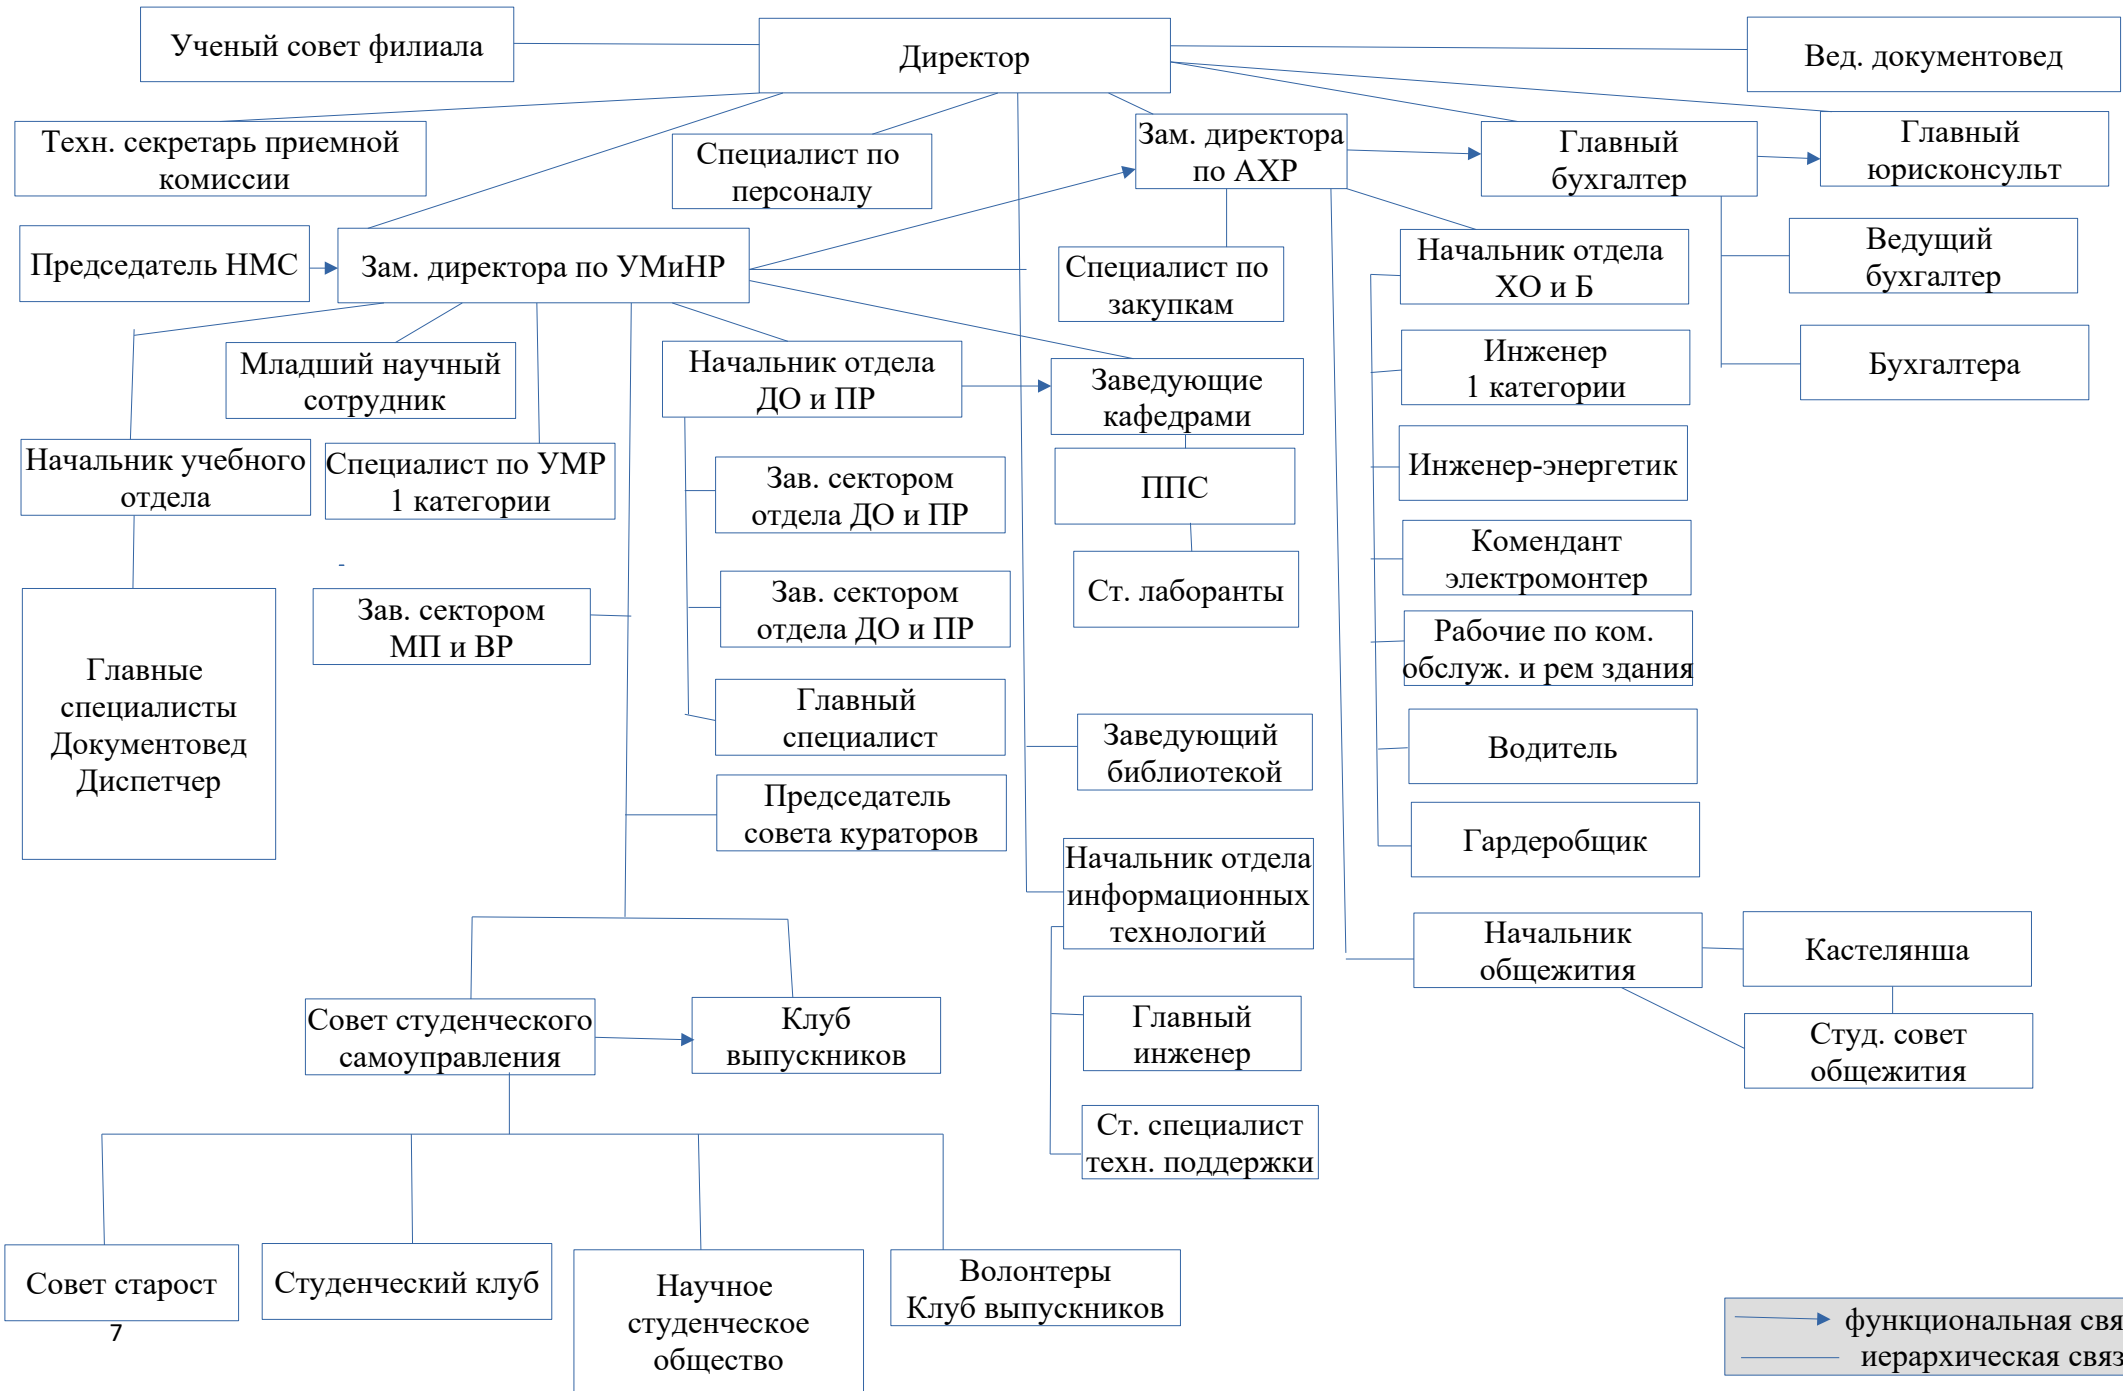 Ученый совет филиала
Директор
Вед. документовед
Техн. секретарь приемной
комиссии
Специалист по
персоналу
Зам. директора
по АХР
Главный
бухгалтер
Главный
юрисконсульт
Председатель НМС
Зам. директора по УМиНР
Специалист по
закупкам
Начальник отдела
ХО и Б
Ведущий
бухгалтер
Младший научный
сотрудник
Начальник отдела
ДО и ПР
Заведующие
кафедрами
Инженер
1 категории
Бухгалтера
Начальник учебного
отдела
Специалист по УМР
1 категории
Зав. сектором
отдела ДО и ПР
ППС
Инженер-энергетик
-
Зав. сектором
МП и ВР
Зав. сектором
отдела ДО и ПР
Ст. лаборанты
Комендант
электромонтер
Рабочие по ком.
обслуж. и рем здания
Главные
специалисты
Документовед
Диспетчер
Главный
специалист
Заведующий
библиотекой
Водитель
Председатель
совета кураторов
Гардеробщик
Начальник отдела
информационных
технологий
Начальник
общежития
Кастелянша
Совет студенческого
самоуправления
Клуб
выпускников
Главный
инженер
Студ. совет
общежития
Ст. специалист
техн. поддержки
Совет старост
Студенческий клуб
Научное
студенческое
общество
Волонтеры
Клуб выпускников
7
функциональная свя
иерархическая связ